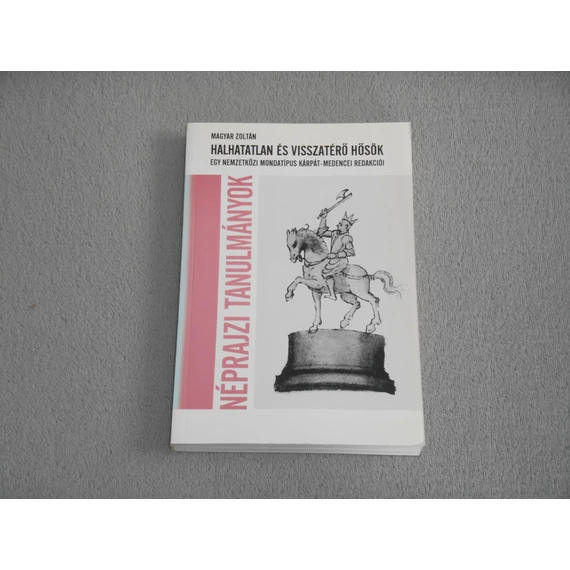 MAGYAR ZOLTÁN
HALHATATLAN ÉS VISSZATÉRŐ HŐSÖK
EGY NEMZETKÖZI MONDATÍPUS KÁRPÁT-MEDENCEI REDAKCIÓI
NÉPRAJZI TANULMÁNYOK